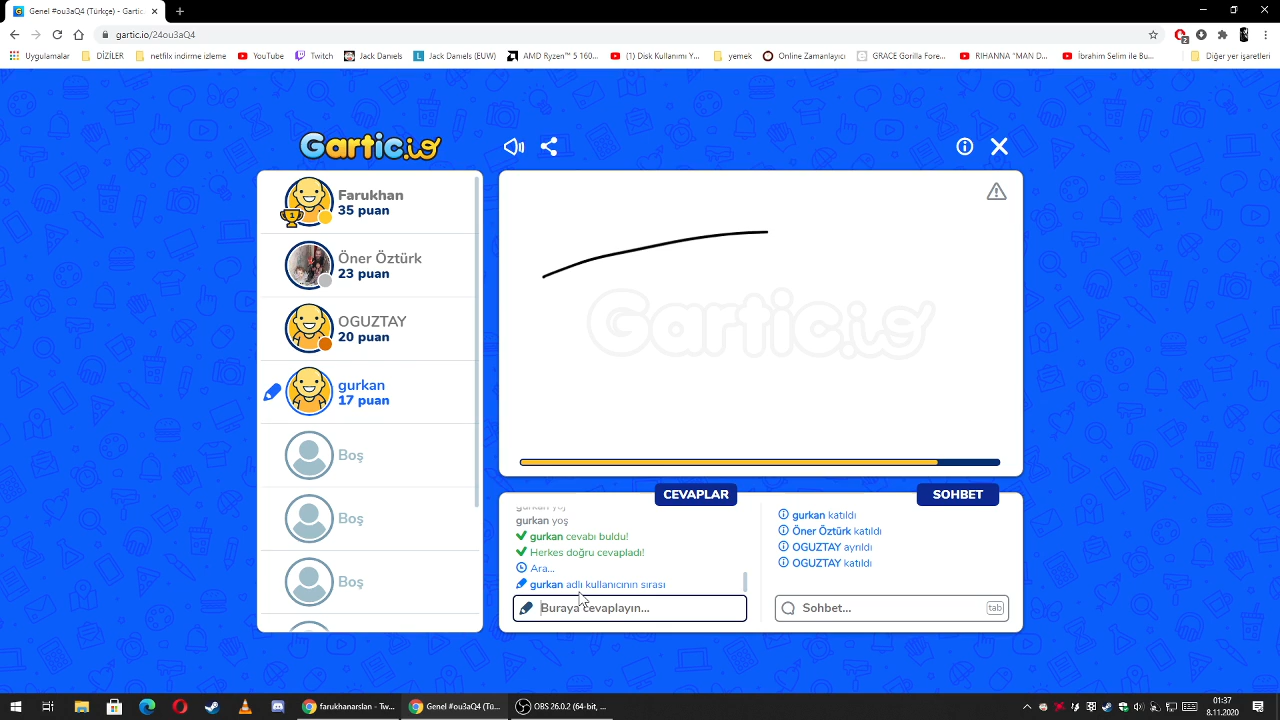 Genel #ou3aQ4 (Türkçe) - Gartic.
gartic.io/24ou3aQ4
Uygulamalar DİZİLER netflix indirme izleme YouTube Twitch Jack Daniels Jack Daniels (EUW) AMD Ryzen™ 5 160... (1) Disk Kullanımı Y... yemek Online Zamanlayıcı GRACE Gorilla Fore... RIHANNA "MAN D... İbrahim Selim ile Bu... Diğer yer işaretleri
Gartic.io
Farukhan
35 puan
Öner Öztürk
23 puan
OGUZTAY
20 puan
gurkan
17 puan
Boş
Boş
Boş
Gartic.io
CEVAPLAR
gurkan yoş
gurkan cevabı buldu!
Herkes doğru cevapladı!
Ara...
gurkan adlı kullanıcının sırası
Buraya cevaplayın...
SOHBET
gurkan katıldı
Öner Öztürk katıldı
OGUZTAY ayrıldı
OGUZTAY katıldı
Sohbet... tab
farukhanarslan - Tw... Genel #ou3aQ4 (Tü... OBS 26.0.2 (64-bit, ...
01:37
8.11.2020